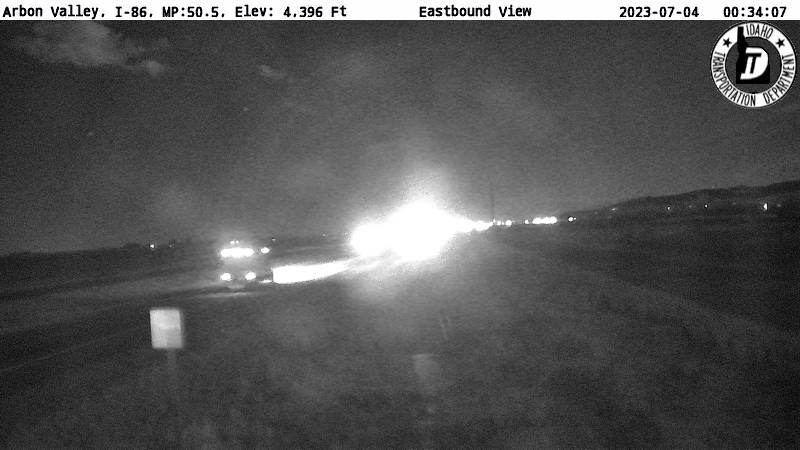 Arbon Valley, I-86, MP:50.5, Elev: 4,396 Ft Eastbound View 2023-07-04 00:34:07
IDAHO
TRANSPORTATION DEPARTMENT